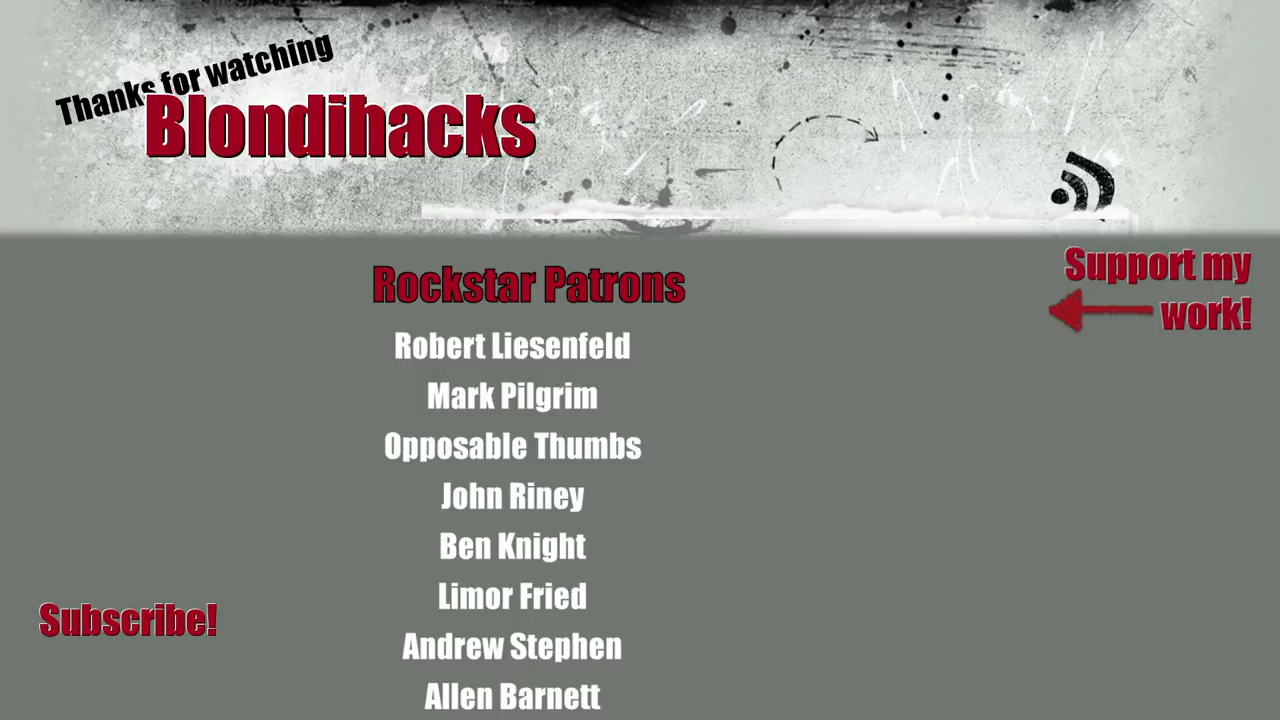 Thanks for watching
Blondihacks
Rockstar Patrons
Support my
work!
Robert Liesenfeld
Mark Pilgrim
Opposable Thumbs
John Riney
Ben Knight
Limor Fried
Subscribe!
Andrew Stephen
Allen Barnett